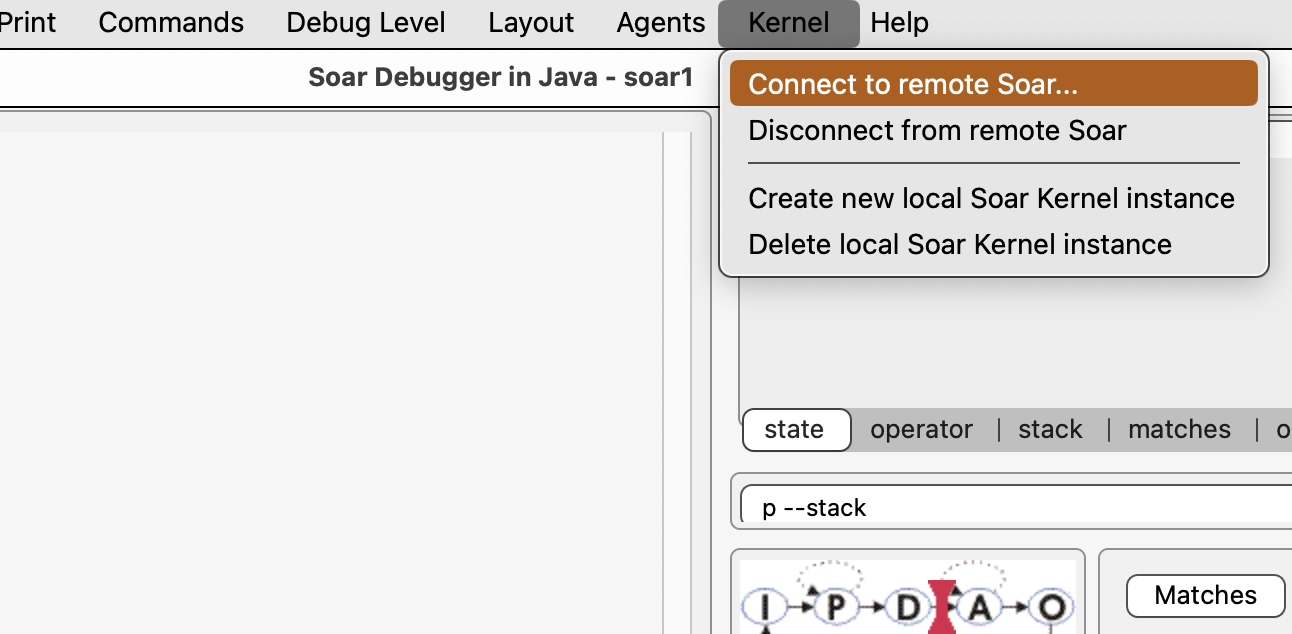 Print Commands Debug Level Layout Agents Kernel Help
Soar Debugger in Java - soar1
Connect to remote Soar...
Disconnect from remote Soar
Create new local Soar Kernel instance
Delete local Soar Kernel instance
state operator | stack | matches | o
p --stack
I P D A O
Matches